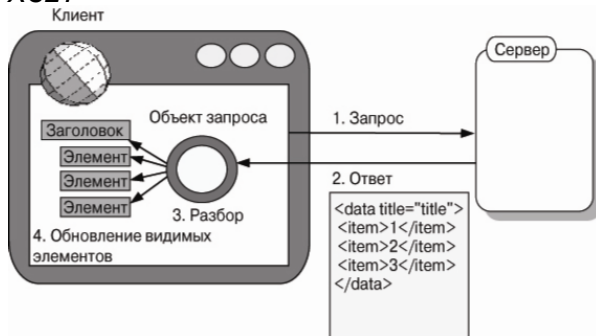 Клиент
Сервер
Объект запроса
1. Запрос
Заголовок
Элемент
Элемент
Элемент
3. Разбор
4. Обновление видимых
элементов
2. Ответ
<data title="title">
<item>1</item>
<item>2</item>
<item>3</item>
</data>